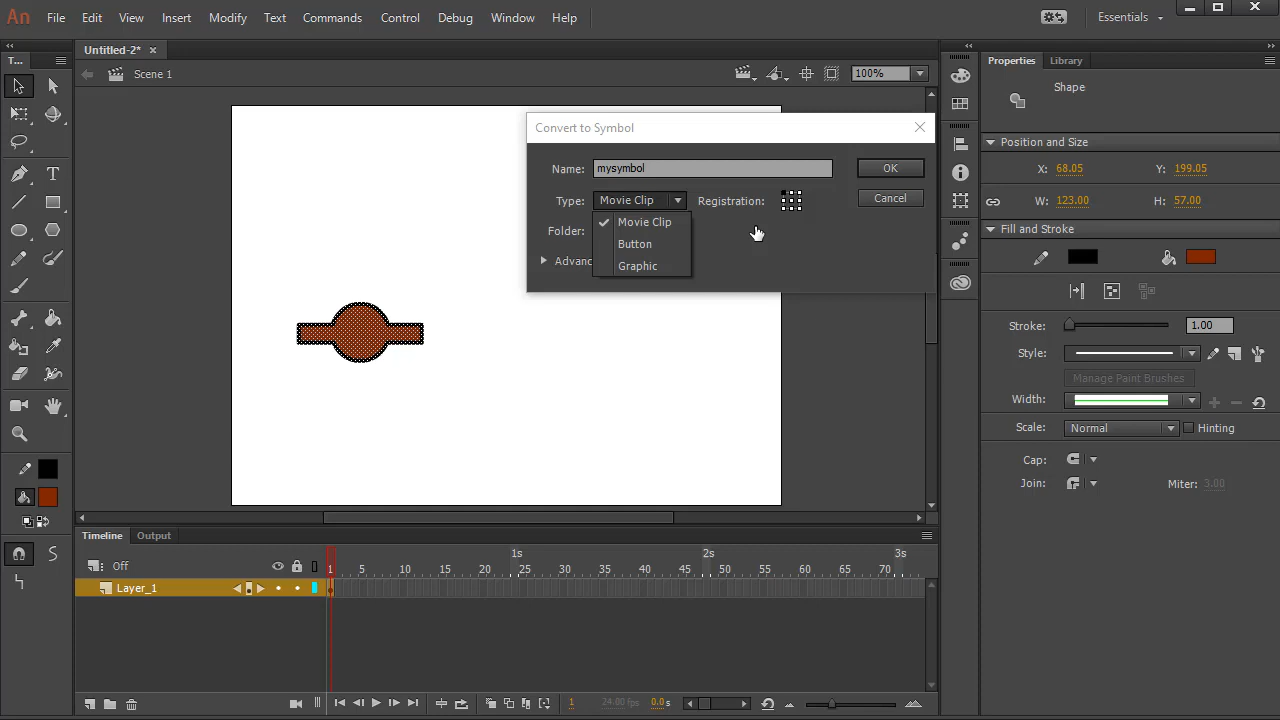 An File Edit View Insert Modify Text Commands Control Debug Window Help Essentials
Untitled-2*
T...
Properties Library
Scene 1
100%
Shape
Convert to Symbol
Position and Size
Name: mysymbol OK
X: 68.05 Y: 199.05
Type: Movie Clip Registration: Cancel
W: 123.00 H: 57.00
Movie Clip
Folder:
Fill and Stroke
Button
Advanc
Graphic
Stroke: 1.00
Style:
Manage Paint Brushes
Width:
Scale: Normal Hinting
Cap:
Join: Miter: 3.00
Timeline Output
1s 2s 3s
Off
1 5 10 15 20 25 30 35 40 45 50 55 60 65 70
Layer_1
1 24.00 fps 0.0s